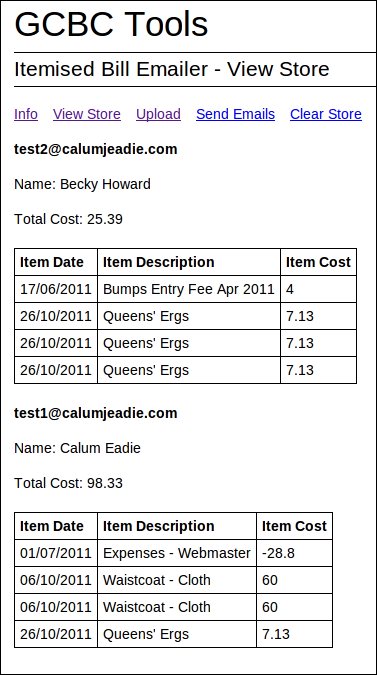 GCBC Tools
Itemised Bill Emailer - View Store
Info View Store Upload Send Emails Clear Store
test2@calumjeadie.com
Name: Becky Howard
Total Cost: 25.39
Item Date Item Description Item Cost
17/06/2011 Bumps Entry Fee Apr 2011 4
26/10/2011 Queens' Ergs 7.13
26/10/2011 Queens' Ergs 7.13
26/10/2011 Queens' Ergs 7.13
test1@calumjeadie.com
Name: Calum Eadie
Total Cost: 98.33
Item Date Item Description Item Cost
01/07/2011 Expenses - Webmaster -28.8
06/10/2011 Waistcoat - Cloth 60
06/10/2011 Waistcoat - Cloth 60
26/10/2011 Queens' Ergs 7.13